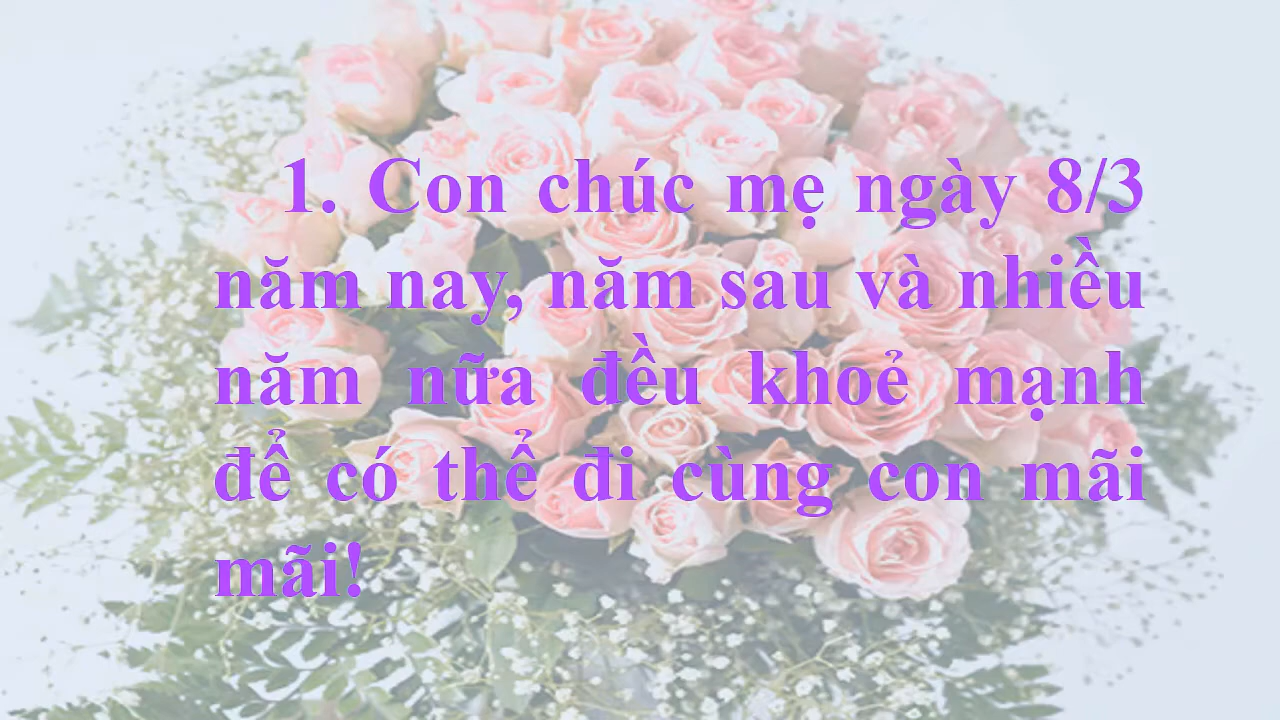 1. Con chúc mẹ ngày 8/3
năm nay, năm sau và nhiều
năm nữa đều khoẻ mạnh
để có thể đi cùng con mãi
mãi!